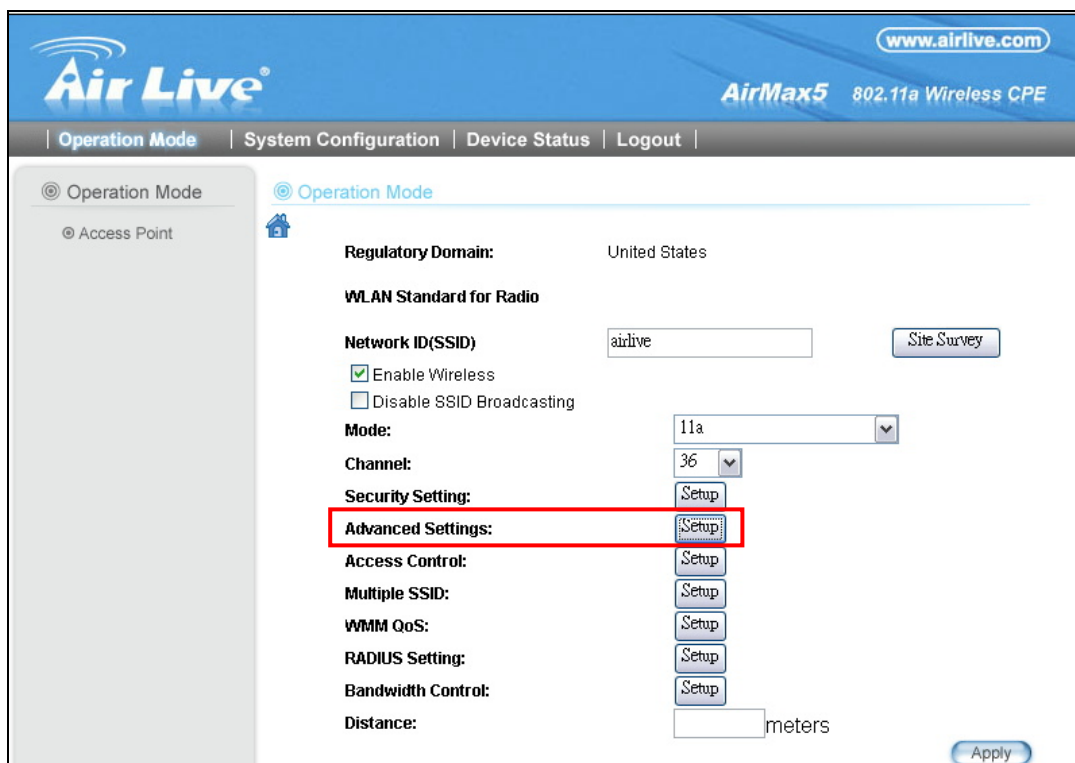 www.airlive.com
Air Live®
AirMax5 802.11a Wireless CPE
| Operation Mode | System Configuration | Device Status | Logout |
Operation Mode
Access Point
Operation Mode
Regulatory Domain: United States
WLAN Standard for Radio
Network ID(SSID) airlive Site Survey
Enable Wireless
Disable SSID Broadcasting
Mode: 11a
Channel: 36
Security Setting: Setup
Advanced Settings: Setup
Access Control: Setup
Multiple SSID: Setup
WMM QoS: Setup
RADIUS Setting: Setup
Bandwidth Control: Setup
Distance: meters
Apply